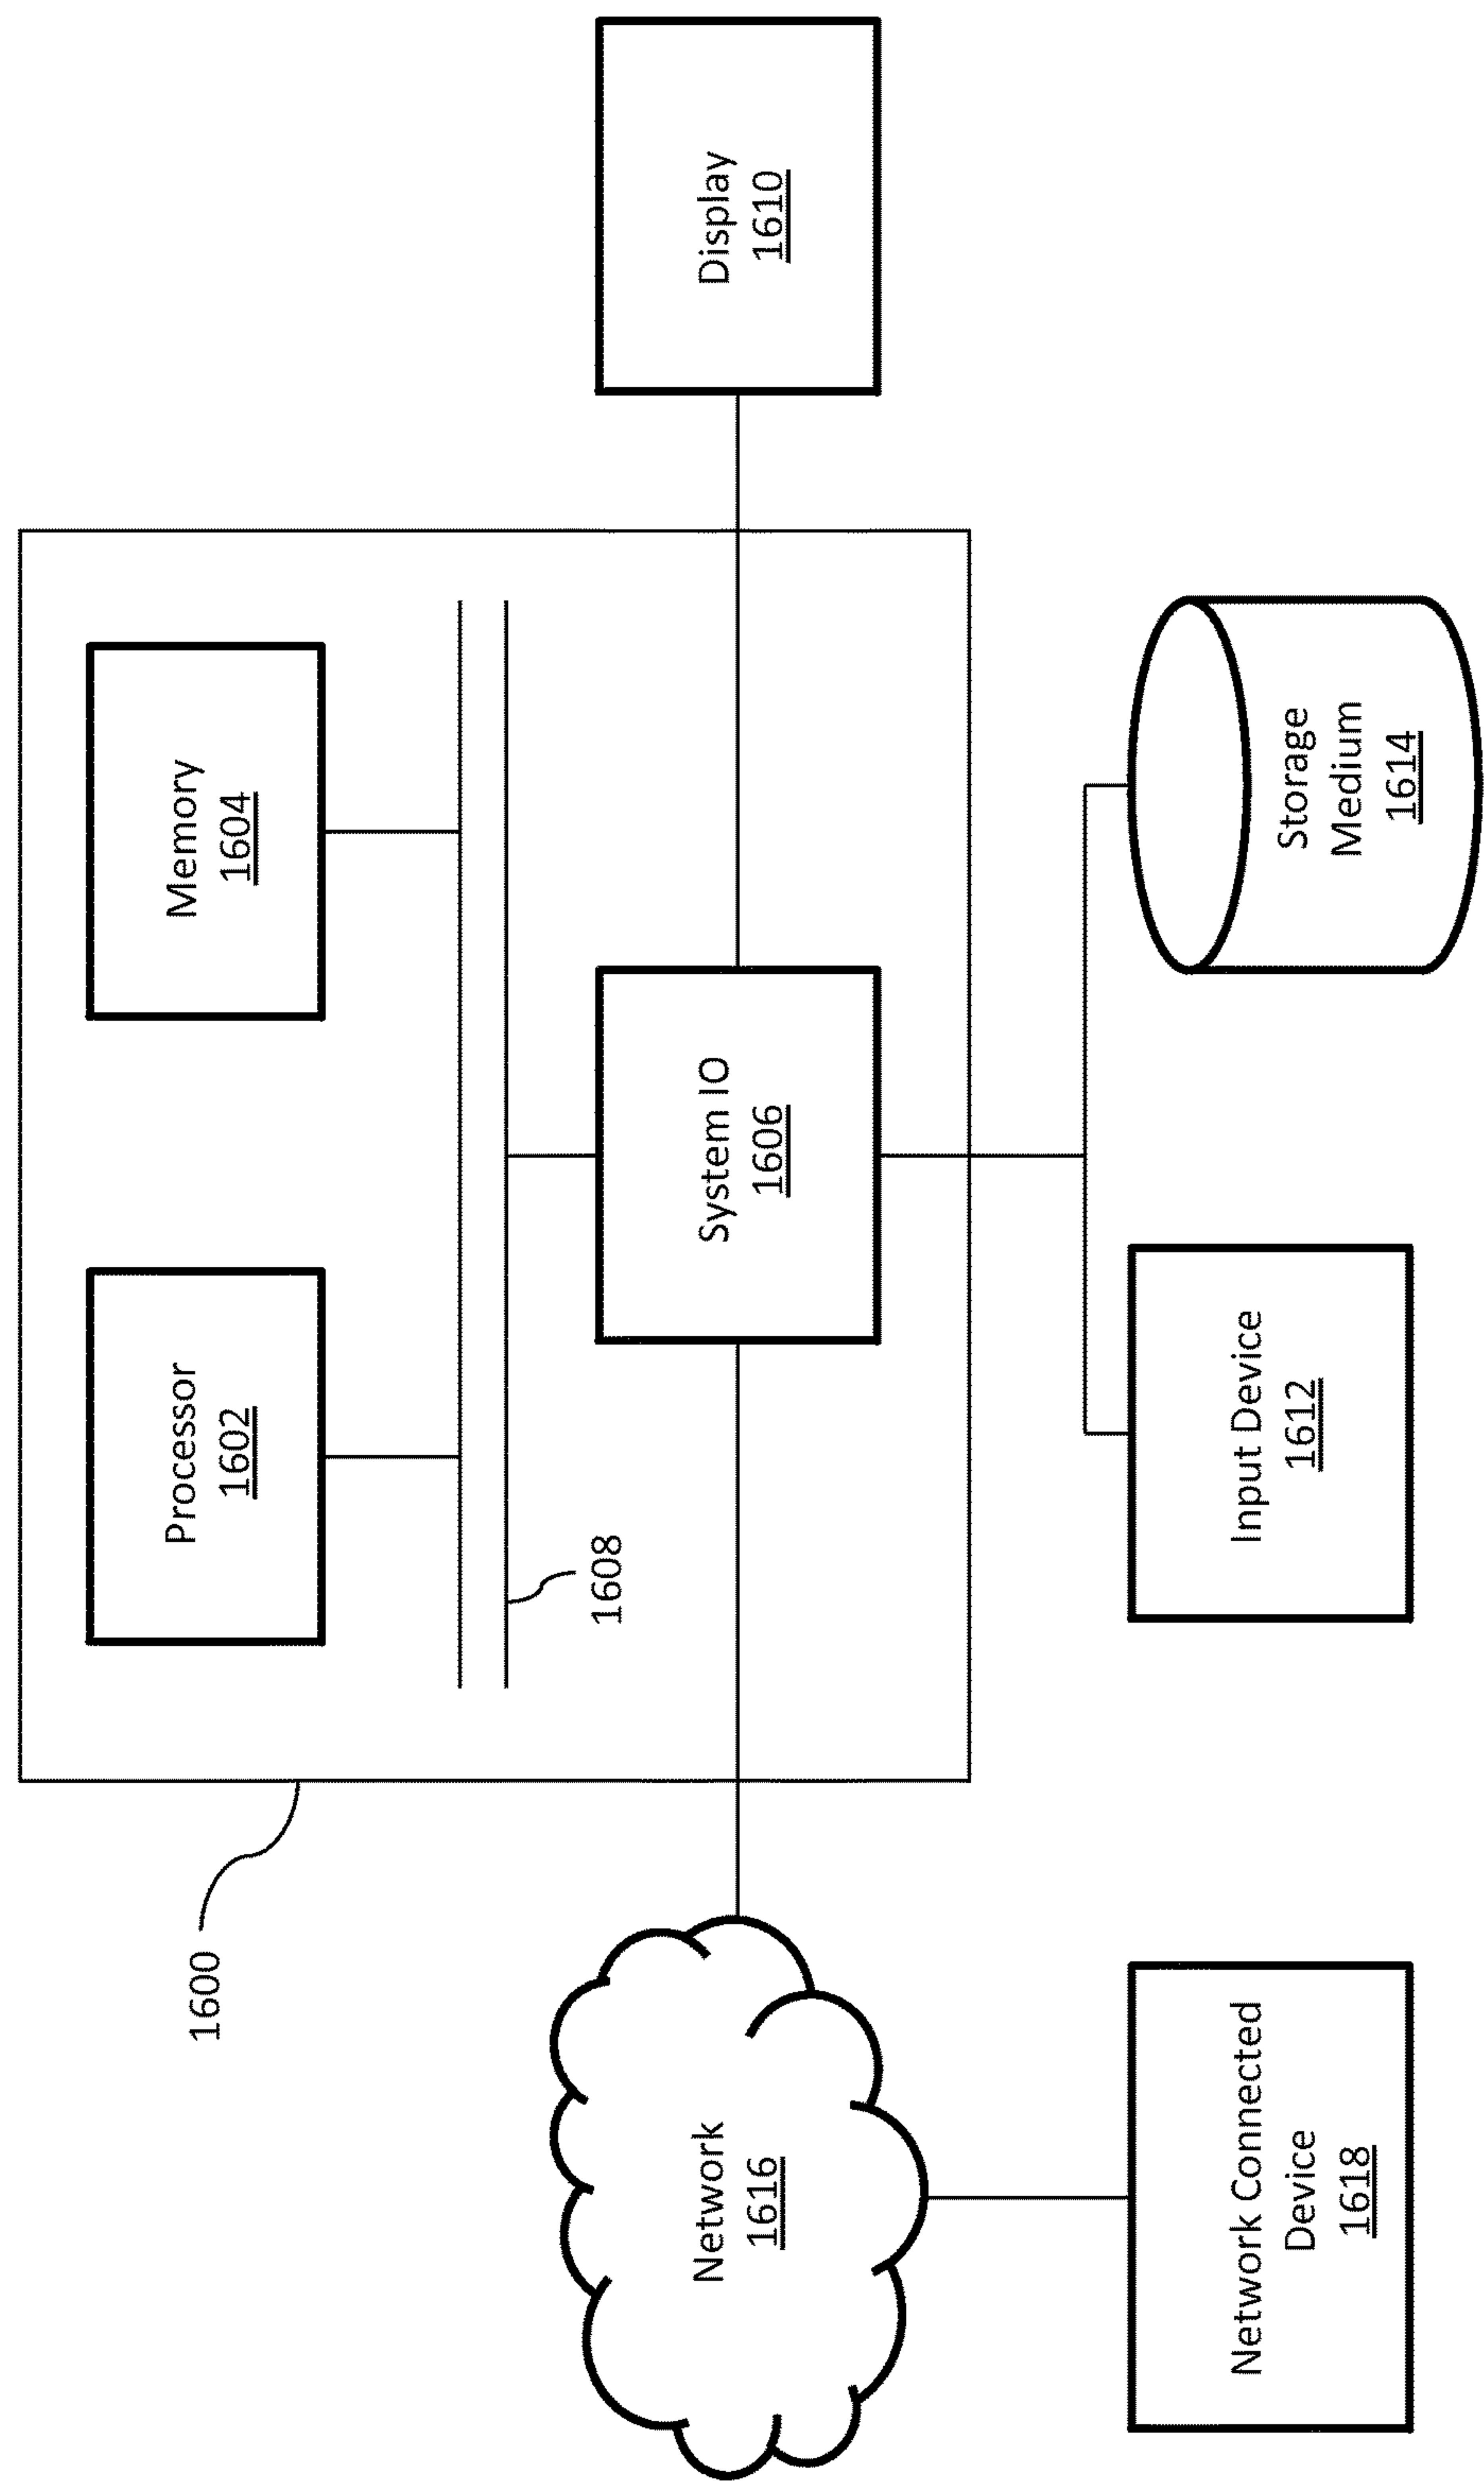 1600
Processor
1602
Memory
1604
1608
Network
1616
System IO
1606
Display
1610
Network Connected
Device
1618
Input Device
1612
Storage
Medium
1614